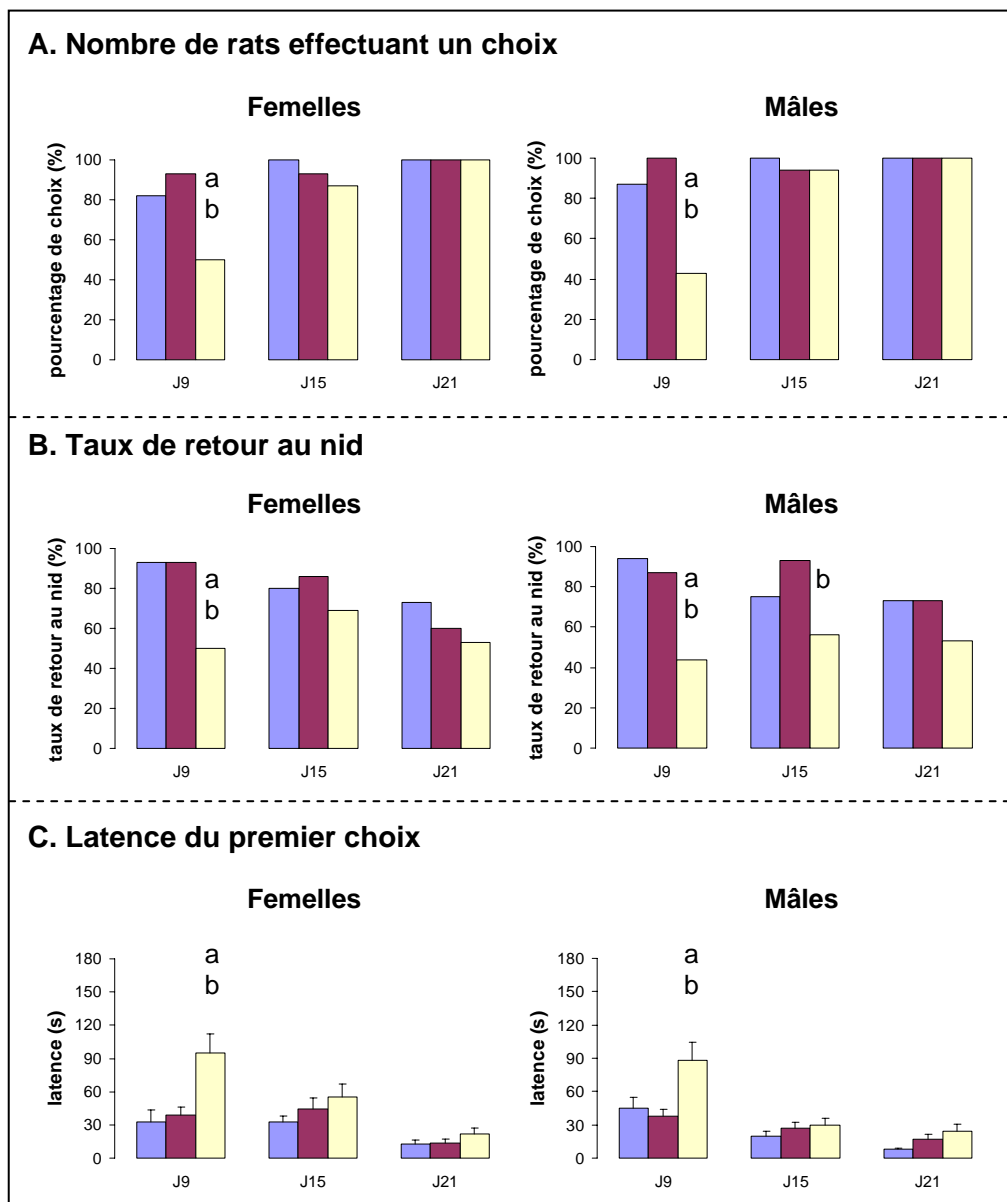 A. Nombre de rats effectuant un choix
Femelles
Mâles
pourcentage de choix (%)
100
80
60
40
20
0
a
b
J9
J15
J21
pourcentage de choix (%)
100
80
60
40
20
0
a
b
J9
J15
J21
B. Taux de retour au nid
Femelles
Mâles
taux de retour au nid (%)
100
80
60
40
20
0
a
b
J9
J15
J21
taux de retour au nid (%)
100
80
60
40
20
0
a
b
b
J9
J15
J21
C. Latence du premier choix
Femelles
Mâles
latence (s)
180
150
120
90
60
30
0
a
b
J9
J15
J21
latence (s)
180
150
120
90
60
30
0
a
b
J9
J15
J21